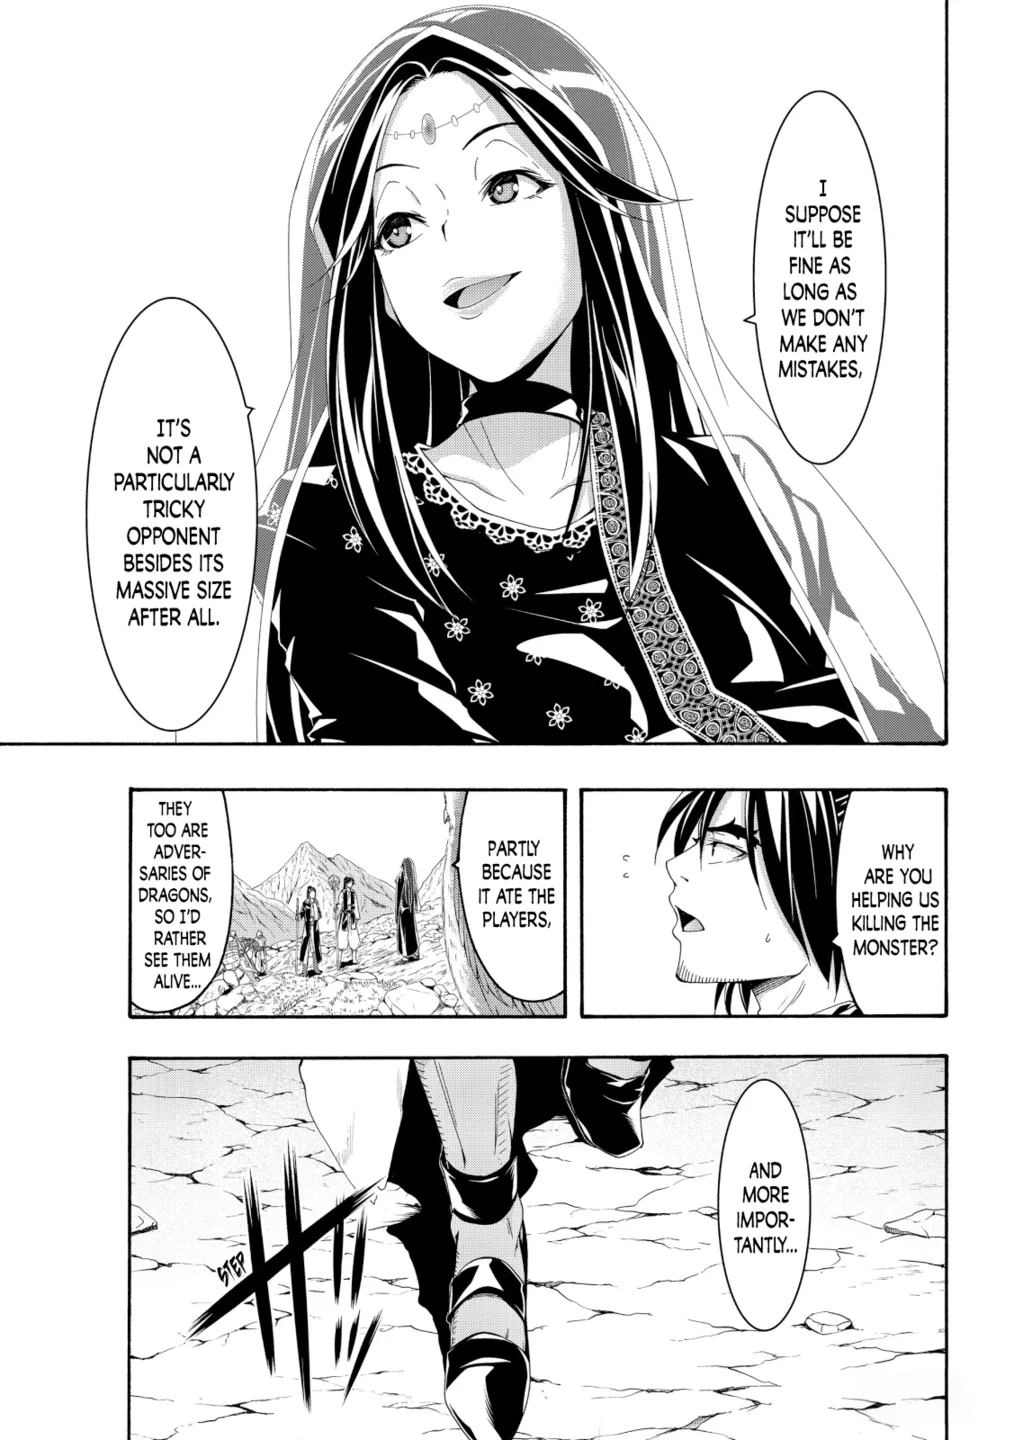 I
SUPPOSE
IT'LL BE
FINE AS
LONG AS
WE DON'T
MAKE ANY
MISTAKES,
IT'S
NOT A
PARTICULARLY
TRICKY
OPPONENT
BESIDES ITS
MASSIVE SIZE
AFTER ALL.
WHY
ARE YOU
HELPING US
KILLING THE
MONSTER?
PARTLY
BECAUSE
IT ATE THE
PLAYERS,
THEY
TOO ARE
ADVER-
SARIES OF
DRAGONS,
SO I'D
RATHER
SEE THEM
ALIVE...
AND
MORE
IMPOR-
TANTLY...
ザッ
STEP